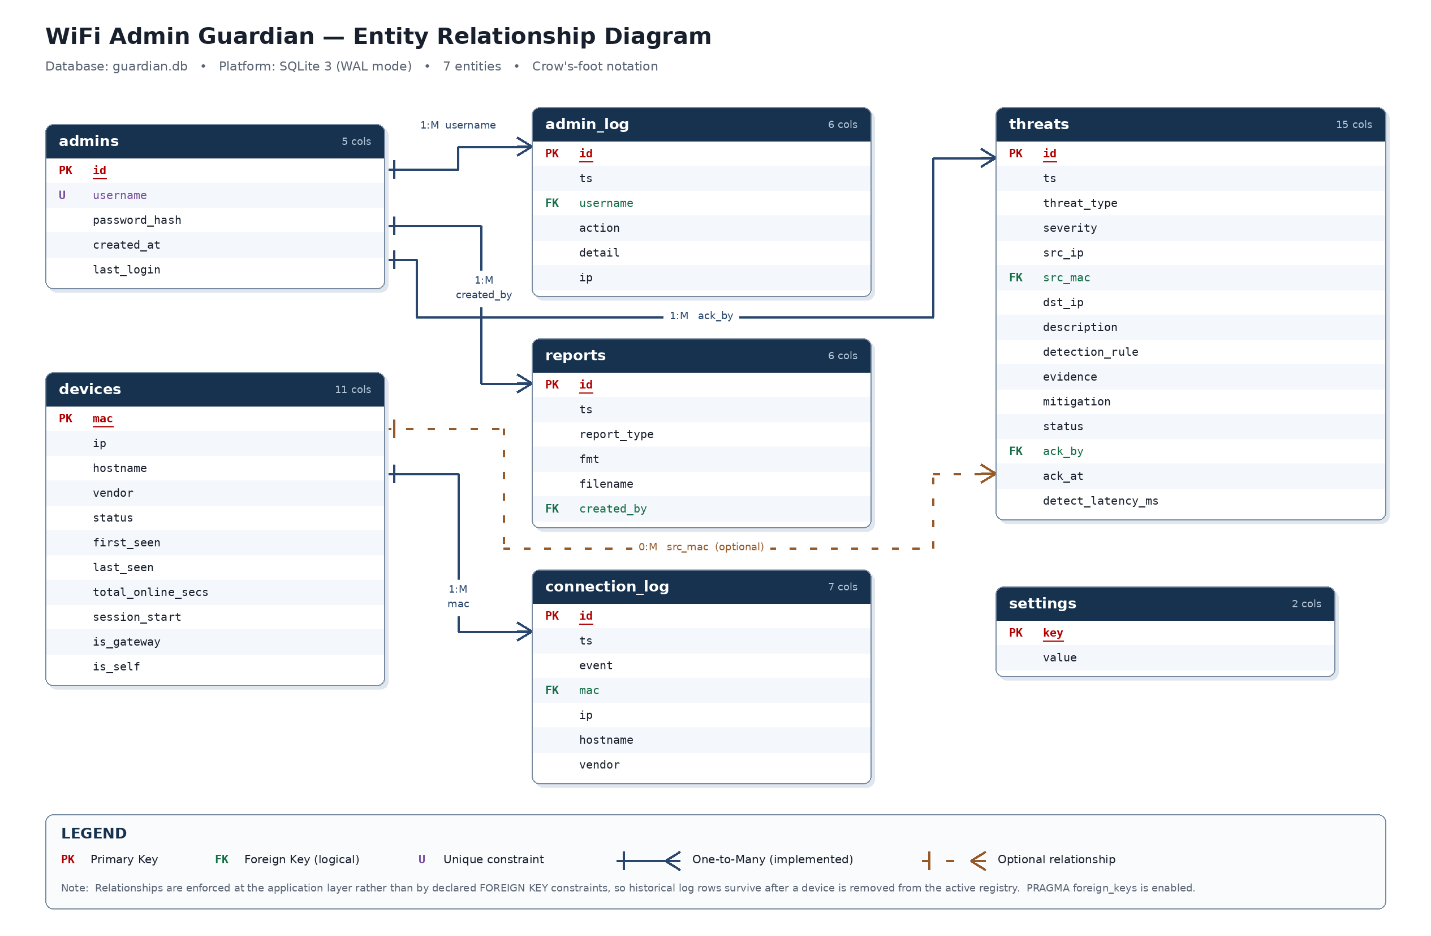 WiFi Admin Guardian — Entity Relationship Diagram
Database: guardian.db • Platform: SQLite 3 (WAL mode) • 7 entities • Crow's-foot notation
admins 5 cols
PK id
U username
password_hash
created_at
last_login
1:M username
1:M
created_by
1:M ack_by
admin_log 6 cols
PK id
ts
FK username
action
detail
ip
threats 15 cols
PK id
ts
threat_type
severity
src_ip
FK src_mac
dst_ip
description
detection_rule
evidence
mitigation
status
FK ack_by
ack_at
detect_latency_ms
devices 11 cols
PK mac
ip
hostname
vendor
status
first_seen
last_seen
total_online_secs
session_start
is_gateway
is_self
reports 6 cols
PK id
ts
report_type
fmt
filename
FK created_by
0:M src_mac (optional)
1:M
mac
connection_log 7 cols
PK id
ts
event
FK mac
ip
hostname
vendor
settings 2 cols
PK key
value
LEGEND
PK Primary Key FK Foreign Key (logical) U Unique constraint One-to-Many (implemented) Optional relationship
Note: Relationships are enforced at the application layer rather than by declared FOREIGN KEY constraints, so historical log rows survive after a device is removed from the active registry. PRAGMA foreign_keys is enabled.